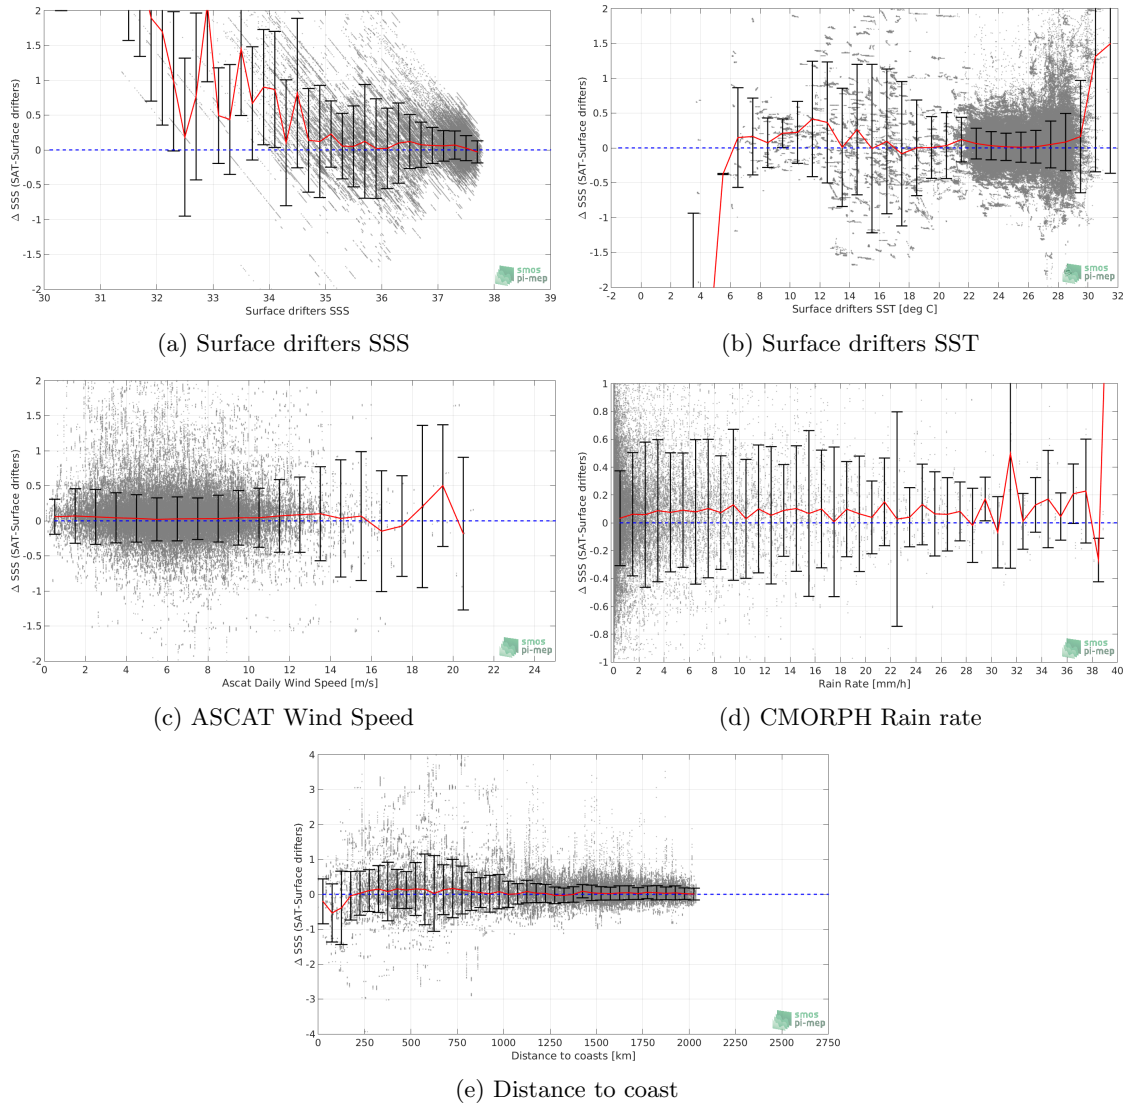 2
1.5
1
0.5
0
-0.5
-1
-1.5
-2
Δ SSS (SAT-Surface drifters)
30 31 32 33 34 35 36 37 38 39
Surface drifters SSS
smos
pi-mep
(a) Surface drifters SSS
2
1.5
1
0.5
0
-0.5
-1
-1.5
-2
Δ SSS (SAT-Surface drifters)
-2 0 2 4 6 8 10 12 14 16 18 20 22 24 26 28 30 32
Surface drifters SST [deg C]
smos
pi-mep
(b) Surface drifters SST
2
1.5
1
0.5
0
-0.5
-1
-1.5
-2
Δ SSS (SAT-Surface drifters)
0 2 4 6 8 10 12 14 16 18 20 22 24
Ascat Daily Wind Speed [m/s]
smos
pi-mep
(c) ASCAT Wind Speed
1
0.8
0.6
0.4
0.2
0
-0.2
-0.4
-0.6
-0.8
-1
Δ SSS (SAT-Surface drifters)
0 2 4 6 8 10 12 14 16 18 20 22 24 26 28 30 32 34 36 38 40
Rain Rate [mm/h]
smos
pi-mep
(d) CMORPH Rain rate
4
3
2
1
0
-1
-2
-3
-4
Δ SSS (SAT-Surface drifters)
0 250 500 750 1000 1250 1500 1750 2000 2250 2500 2750
Distance to coasts [km]
smos
pi-mep
(e) Distance to coast